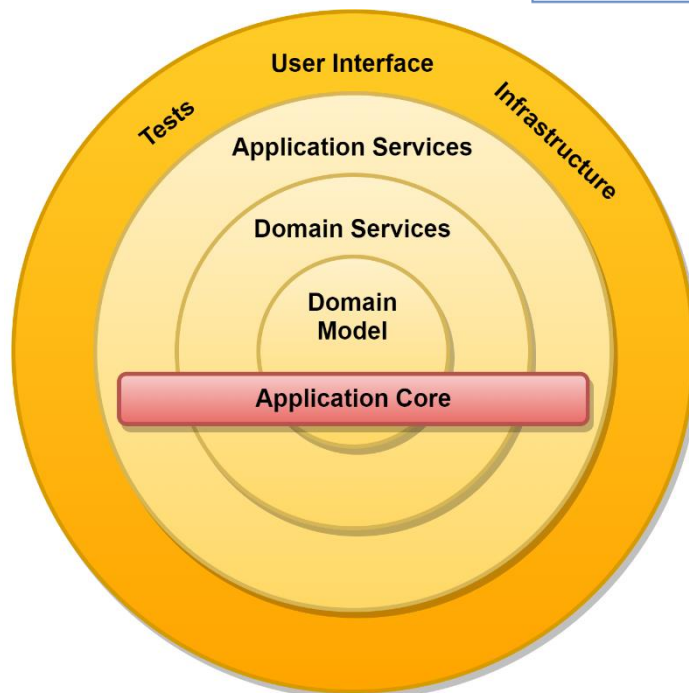 User Interface
Tests
Infrastructure
Application Services
Domain Services
Domain
Model
Application Core